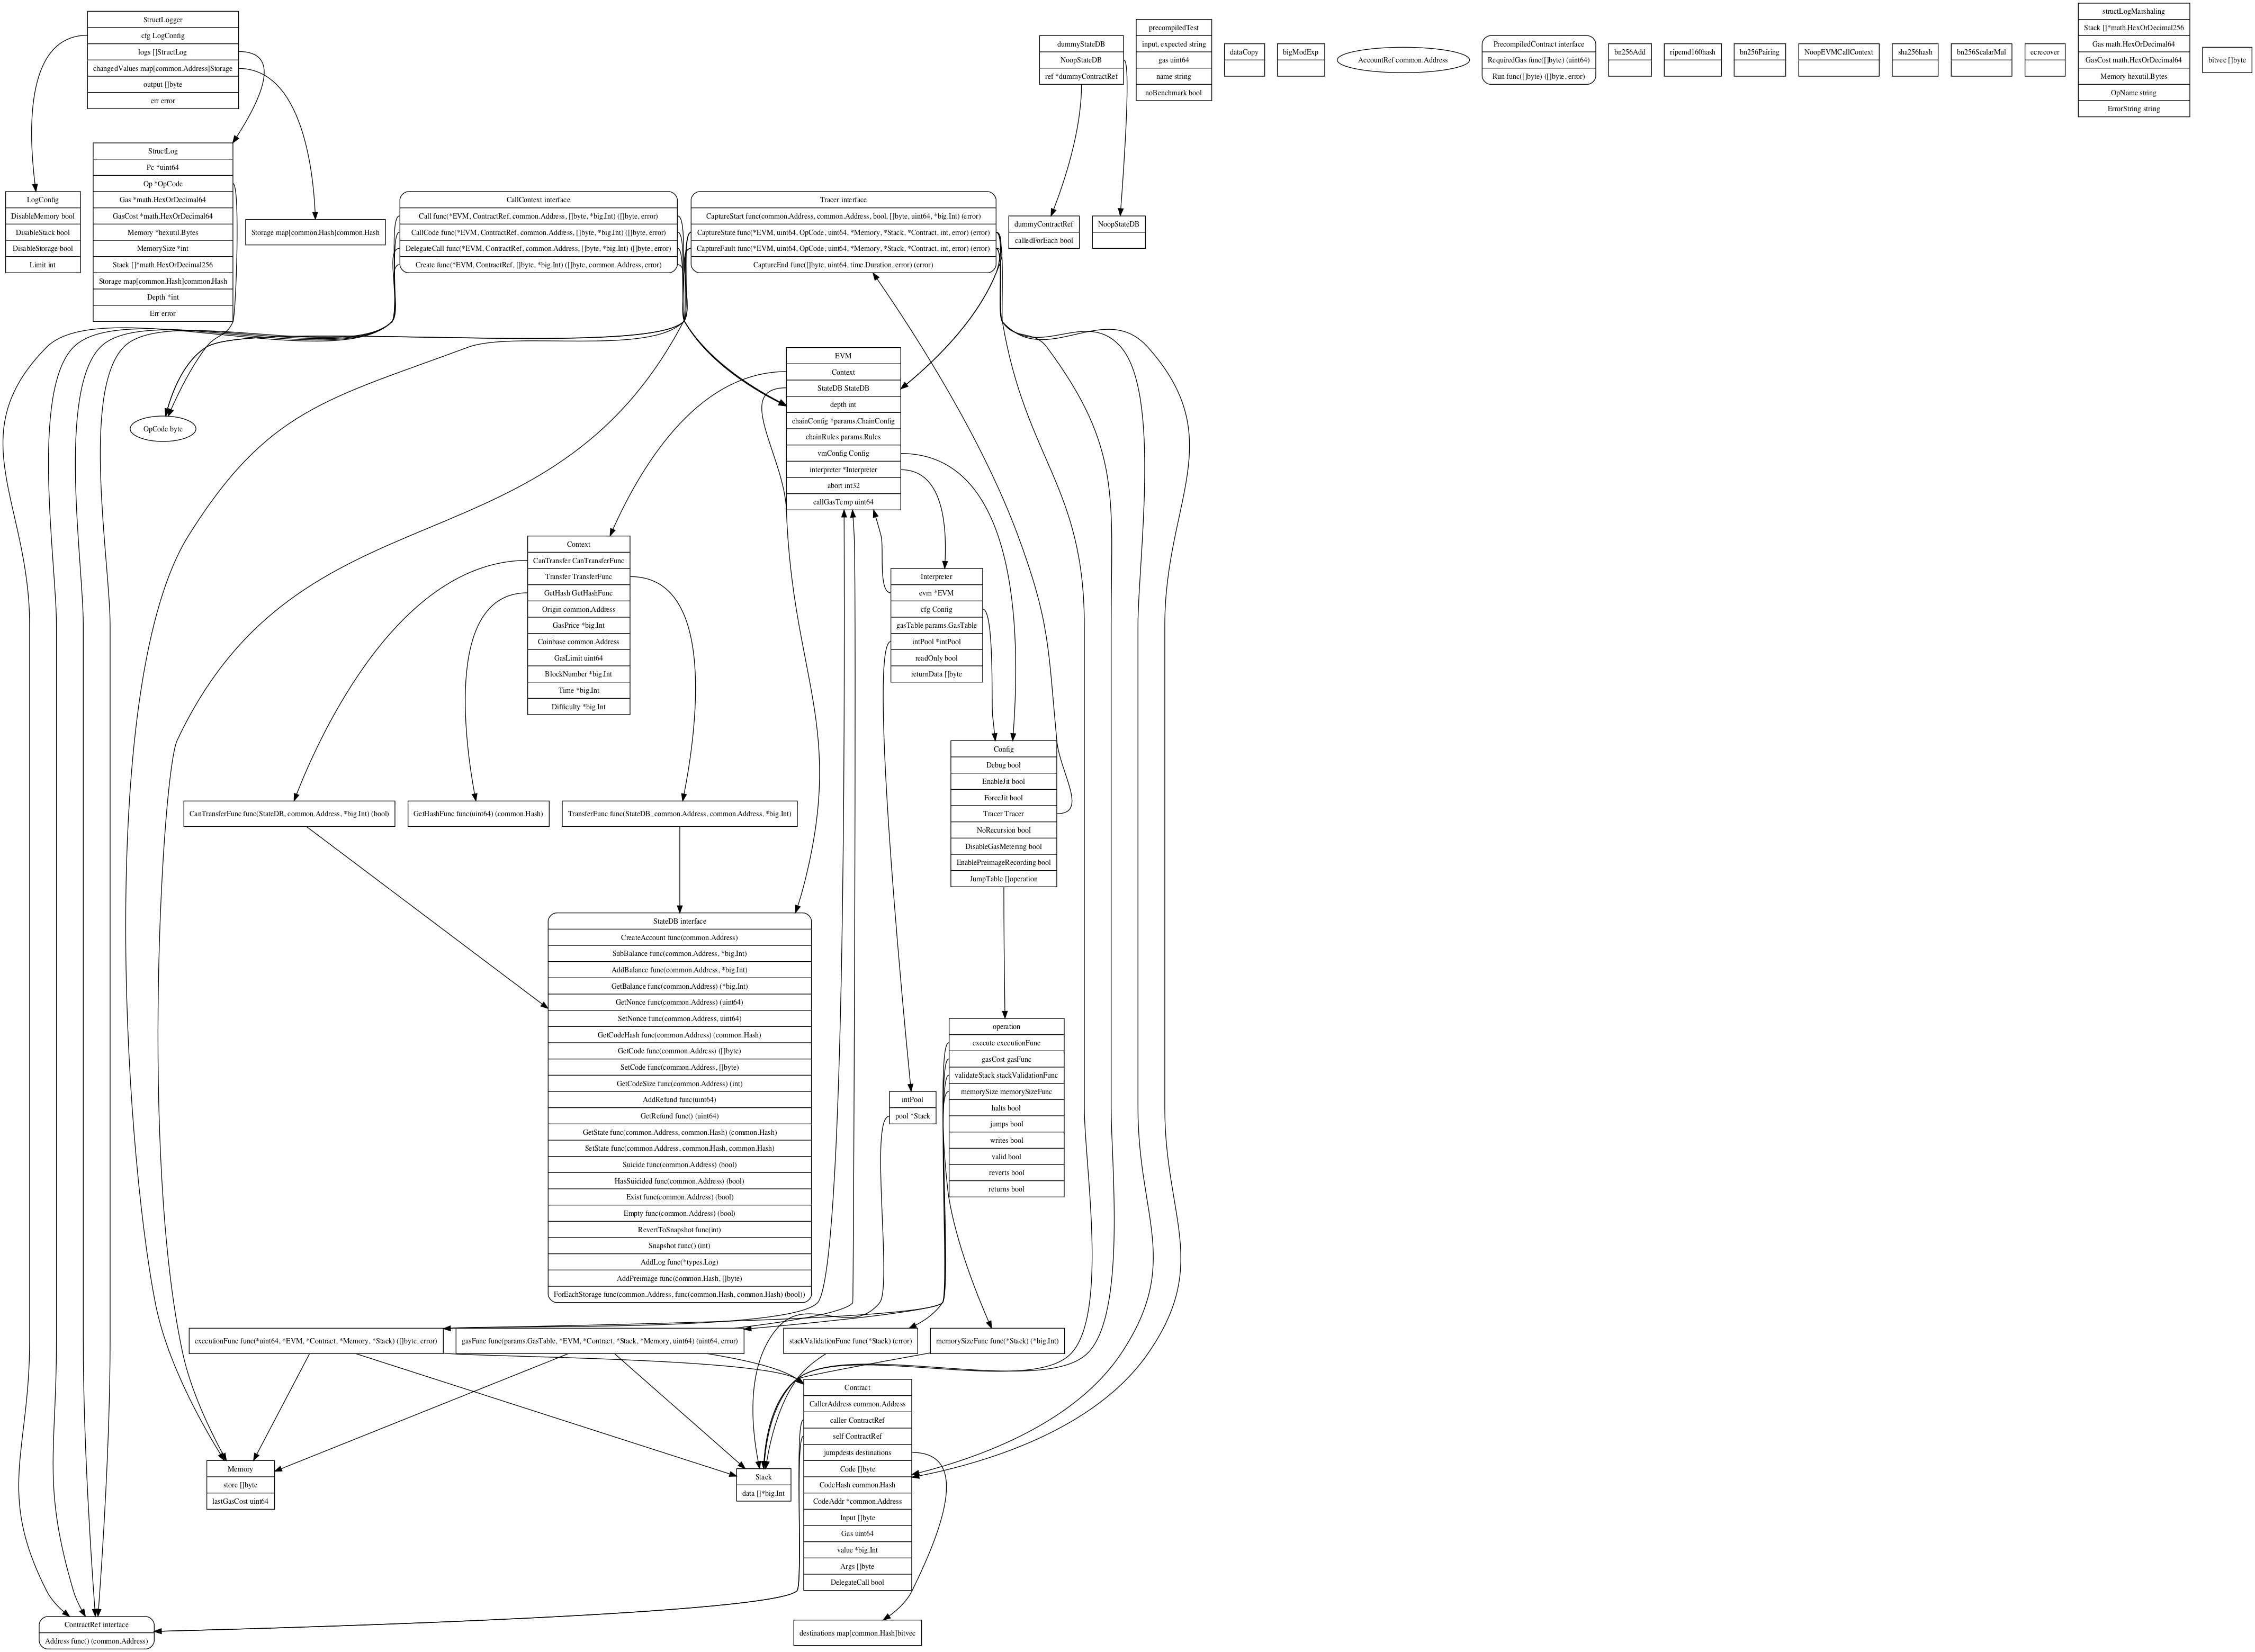 StructLogger
cfg LogConfig
logs []StructLog
changedValues map[common.Address]Storage
output []byte
err error
dummyStateDB
NoopStateDB
ref *dummyContractRef
precompiledTest
input, expected string
gas uint64
name string
noBenchmark bool
dataCopy
bigModExp
AccountRef common.Address
PrecompiledContract interface
RequiredGas func([]byte) (uint64)
Run func([]byte) ([]byte, error)
bn256Add
ripemd160hash
bn256Pairing
NoopEVMCallContext
sha256hash
bn256ScalarMul
ecrecover
structLogMarshaling
Stack []*math.HexOrDecimal256
Gas math.HexOrDecimal64
GasCost math.HexOrDecimal64
Memory hexutil.Bytes
OpName string
ErrorString string
bitvec []byte
LogConfig
DisableMemory bool
DisableStack bool
DisableStorage bool
Limit int
StructLog
Pc *uint64
Op *OpCode
Gas *math.HexOrDecimal64
GasCost *math.HexOrDecimal64
Memory *hexutil.Bytes
MemorySize *int
Stack []*math.HexOrDecimal256
Storage map[common.Hash]common.Hash
Depth *int
Err error
Storage map[common.Hash]common.Hash
CallContext interface
Call func(*EVM, ContractRef, common.Address, []byte, *big.Int) ([]byte, error)
CallCode func(*EVM, ContractRef, common.Address, []byte, *big.Int) ([]byte, error)
DelegateCall func(*EVM, ContractRef, common.Address, []byte, *big.Int) ([]byte, error)
Create func(*EVM, ContractRef, []byte, *big.Int) ([]byte, common.Address, error)
Tracer interface
CaptureStart func(common.Address, common.Address, bool, []byte, uint64, *big.Int) (error)
CaptureState func(*EVM, uint64, OpCode, uint64, *Memory, *Stack, *Contract, int, error) (error)
CaptureFault func(*EVM, uint64, OpCode, uint64, *Memory, *Stack, *Contract, int, error) (error)
CaptureEnd func([]byte, uint64, time.Duration, error) (error)
dummyContractRef
calledForEach bool
NoopStateDB
OpCode byte
EVM
Context
StateDB StateDB
depth int
chainConfig *params.ChainConfig
chainRules params.Rules
vmConfig Config
interpreter *Interpreter
abort int32
callGasTemp uint64
Context
CanTransfer CanTransferFunc
Transfer TransferFunc
GetHash GetHashFunc
Origin common.Address
GasPrice *big.Int
Coinbase common.Address
GasLimit uint64
BlockNumber *big.Int
Time *big.Int
Difficulty *big.Int
Interpreter
evm *EVM
cfg Config
gasTable params.GasTable
intPool *intPool
readOnly bool
returnData []byte
Config
Debug bool
EnableJit bool
ForceJit bool
Tracer Tracer
NoRecursion bool
DisableGasMetering bool
EnablePreimageRecording bool
JumpTable []operation
CanTransferFunc func(StateDB, common.Address, *big.Int) (bool)
GetHashFunc func(uint64) (common.Hash)
TransferFunc func(StateDB, common.Address, common.Address, *big.Int)
StateDB interface
CreateAccount func(common.Address)
SubBalance func(common.Address, *big.Int)
AddBalance func(common.Address, *big.Int)
GetBalance func(common.Address) (*big.Int)
GetNonce func(common.Address) (uint64)
SetNonce func(common.Address, uint64)
GetCodeHash func(common.Address) (common.Hash)
GetCode func(common.Address) ([]byte)
SetCode func(common.Address, []byte)
GetCodeSize func(common.Address) (int)
AddRefund func(uint64)
GetRefund func() (uint64)
GetState func(common.Address, common.Hash) (common.Hash)
SetState func(common.Address, common.Hash, common.Hash)
Suicide func(common.Address) (bool)
HasSuicided func(common.Address) (bool)
Exist func(common.Address) (bool)
Empty func(common.Address) (bool)
RevertToSnapshot func(int)
Snapshot func() (int)
AddLog func(*types.Log)
AddPreimage func(common.Hash, []byte)
ForEachStorage func(common.Address, func(common.Hash, common.Hash) (bool))
operation
execute executionFunc
gasCost gasFunc
validateStack stackValidationFunc
memorySize memorySizeFunc
halts bool
jumps bool
writes bool
valid bool
reverts bool
returns bool
intPool
pool *Stack
executionFunc func(*uint64, *EVM, *Contract, *Memory, *Stack) ([]byte, error)
gasFunc func(params.GasTable, *EVM, *Contract, *Stack, *Memory, uint64) (uint64, error)
stackValidationFunc func(*Stack) (error)
memorySizeFunc func(*Stack) (*big.Int)
Memory
store []byte
lastGasCost uint64
Stack
data []*big.Int
Contract
CallerAddress common.Address
caller ContractRef
self ContractRef
jumpdests destinations
Code []byte
CodeHash common.Hash
CodeAddr *common.Address
Input []byte
Gas uint64
value *big.Int
Args []byte
DelegateCall bool
ContractRef interface
Address func() (common.Address)
destinations map[common.Hash]bitvec